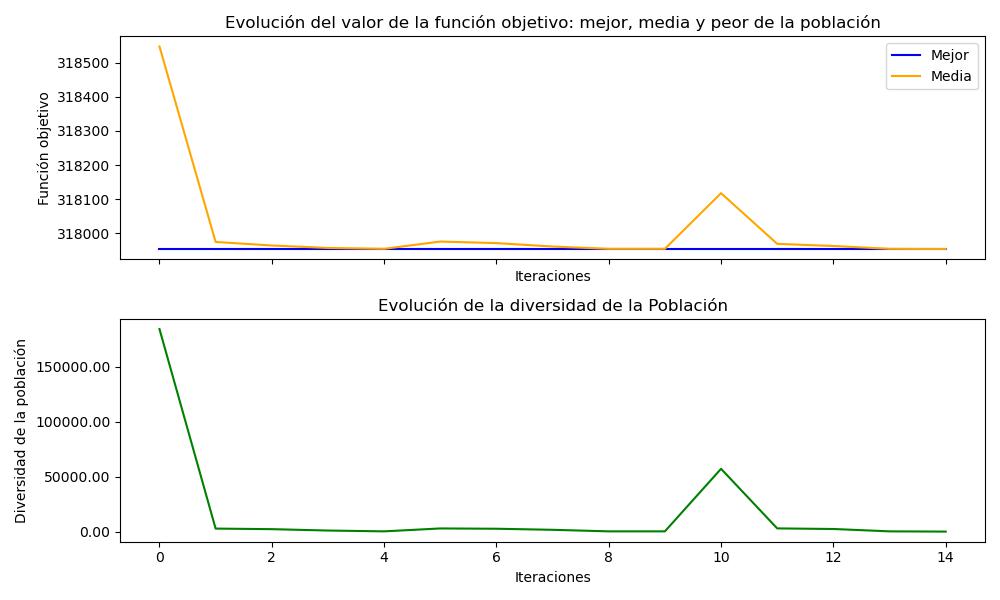 Evolución del valor de la función objetivo: mejor, media y peor de la población
Función objetivo
318500
318400
318300
318200
318100
318000
Mejor
Media
Iteraciones
Evolución de la diversidad de la Población
Diversidad de la población
150000.00
100000.00
50000.00
0.00
0 2 4 6 8 10 12 14
Iteraciones